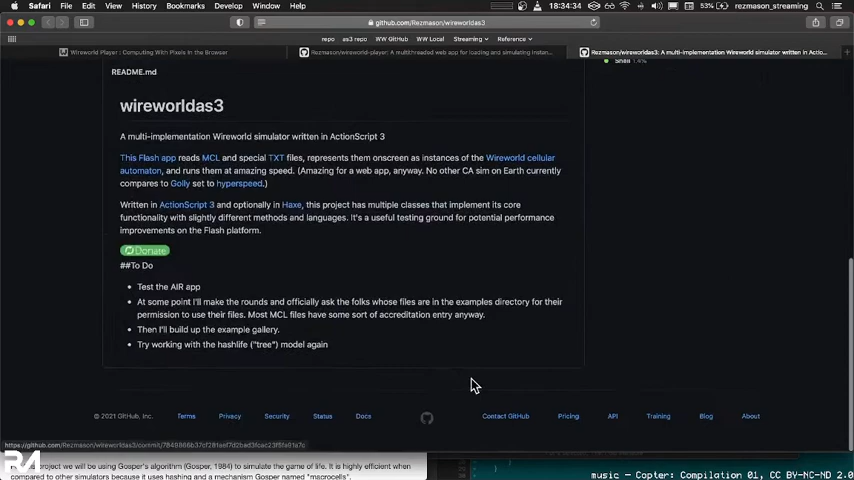 Safari File Edit View History Bookmarks Develop Window Help 53% 18:34:34 rezmason_streaming
github.com/Rezmason/wireworldas3
repo as3 repo WW GitHub WW Local Streaming Reference
Wireworld Player : Computing With Pixels in the Browser
Rezmason/wireworld-player: A multithreaded web app for loading and simulating instan...
Rezmason/wireworldas3: A multi-implementation Wireworld simulator written in Actio...
README.md
Shell 1.4%
wireworldas3
A multi-implementation Wireworld simulator written in ActionScript 3
This Flash app reads MCL and special TXT files, represents them onscreen as instances of the Wireworld cellular
automaton, and runs them at amazing speed. (Amazing for a web app, anyway. No other CA sim on Earth currently
compares to Golly set to hyperspeed.)
Written in ActionScript 3 and optionally in Haxe, this project has multiple classes that implement its core
functionality with slightly different methods and languages. It's a useful testing ground for potential performance
improvements on the Flash platform.
Donate
##To Do
• Test the AIR app
• At some point I'll make the rounds and officially ask the folks whose files are in the examples directory for their
permission to use their files. Most MCL files have some sort of accreditation entry anyway.
• Then I'll build up the example gallery.
• Try working with the hashlife ("tree") model again
© 2021 GitHub, Inc. Terms Privacy Security Status Docs Contact GitHub Pricing API Training Blog About
project we will be using Gosper's algorithm (Gosper, 1984) to simulate the game of life. It is highly efficient when
compared to other simulators because it uses hashing and a mechanism Gosper named "macrocells".
music – Copter: Compilation 01, CC BY-NC-ND 2.0